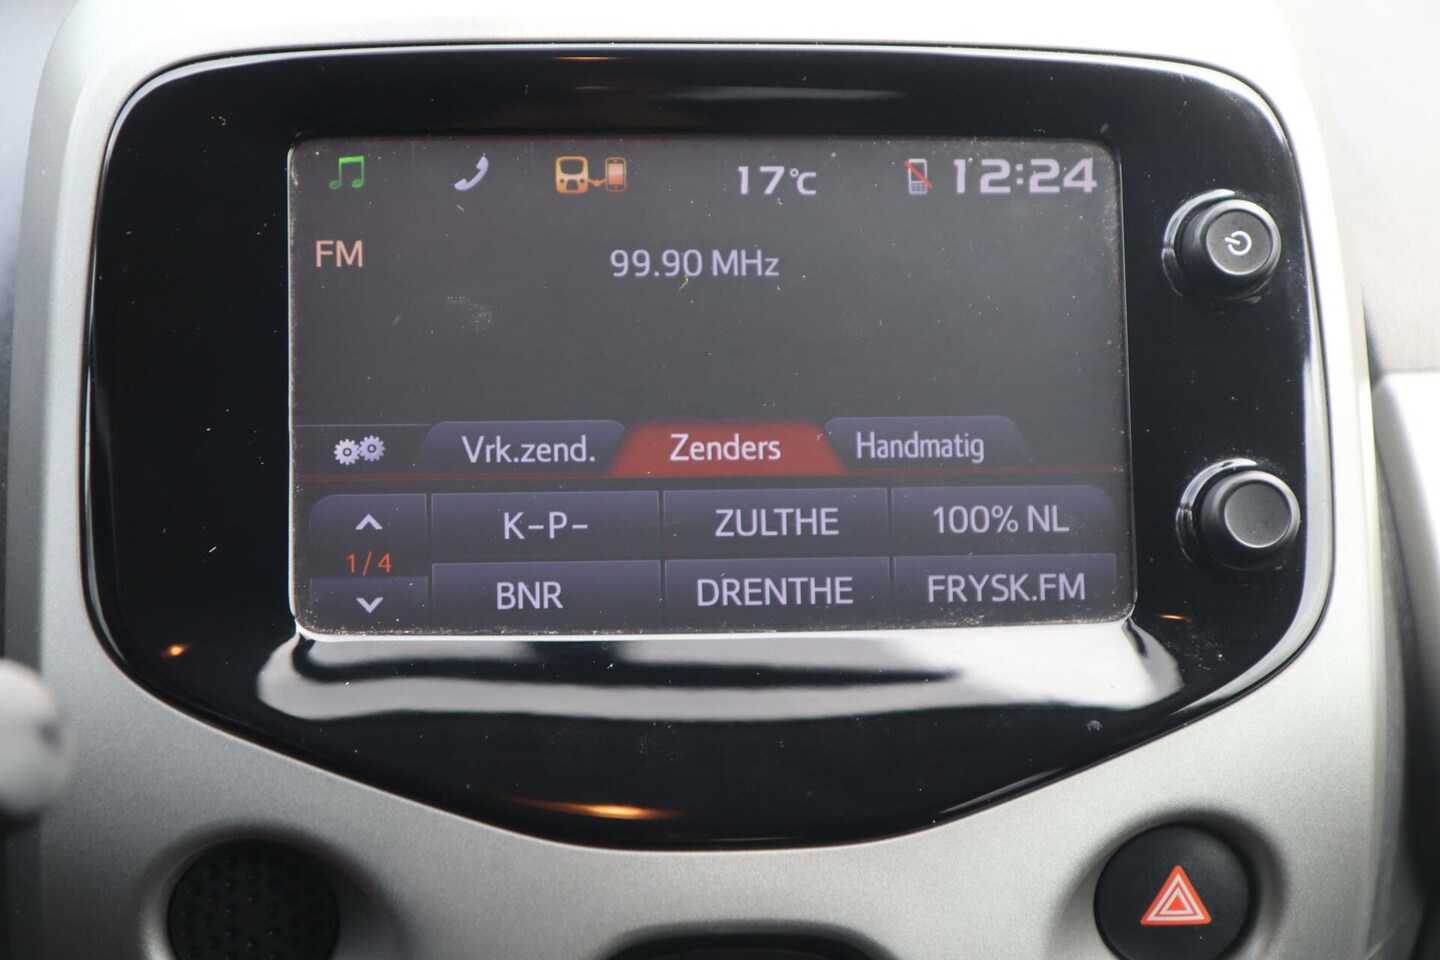 17°C 12:24
FM
99.90 MHz
Vrk.zend. Zenders Handmatig
K-P- ZULTHE 100% NL
1/4
BNR DRENTHE FRYSK.FM